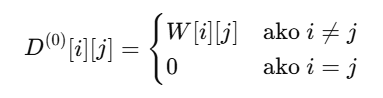 D^{(0)}[i][j] = { W[i][j] ako i ≠ j
0 ako i = j